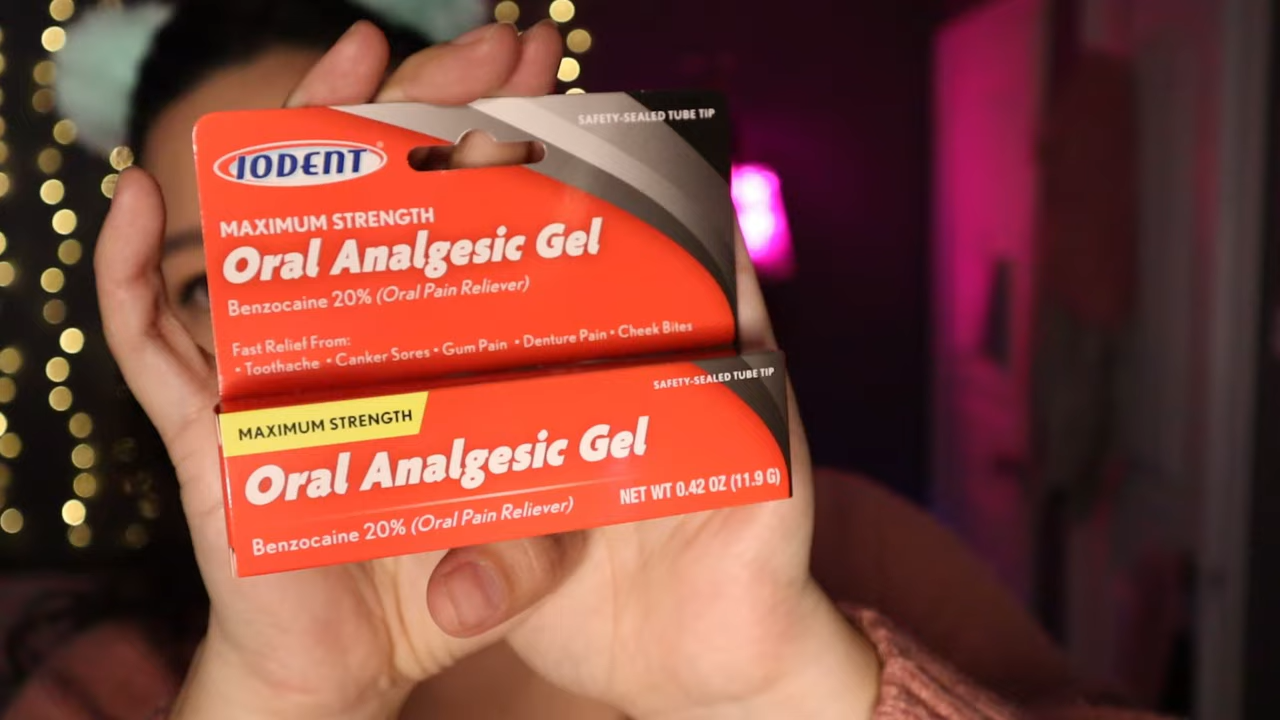 SAFETY-SEALED TUBE TIP
IODENT®
MAXIMUM STRENGTH
Oral Analgesic Gel
Benzocaine 20% (Oral Pain Reliever)
Fast Relief From:
• Toothache • Canker Sores • Gum Pain • Denture Pain • Cheek Bites
SAFETY-SEALED TUBE TIP
MAXIMUM STRENGTH
Oral Analgesic Gel
NET WT 0.42 OZ (11.9 G)
Benzocaine 20% (Oral Pain Reliever)